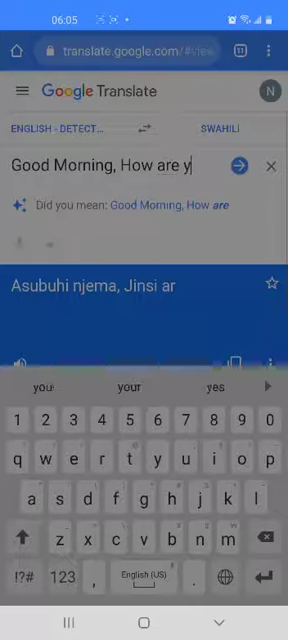 06:05
translate.google.com/#view
11
Google Translate
N
ENGLISH - DETECT...
SWAHILI
Good Morning, How are y
Did you mean: Good Morning, How are
Asubuhi njema, Jinsi ar
you
your
yes
1 2 3 4 5 6 7 8 9 0
q w e r t y u i o p
a s d f g h j k l
z x c v b n m
!?# 123 , English (US) .